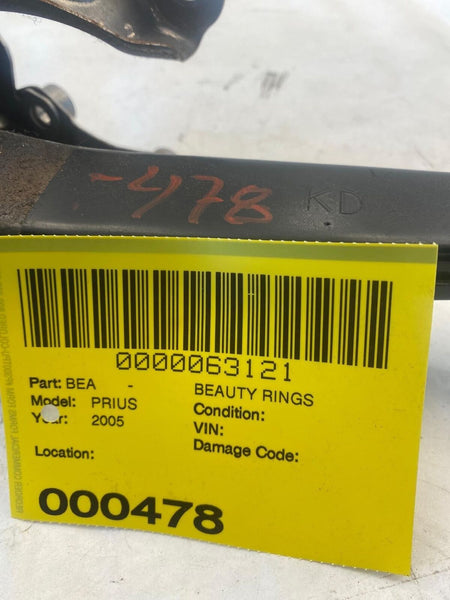 -478 KD
0000063121
Part: BEA - BEAUTY RINGS
Model: PRIUS Condition:
Year: 2005 VIN:
Location: Damage Code:
000478